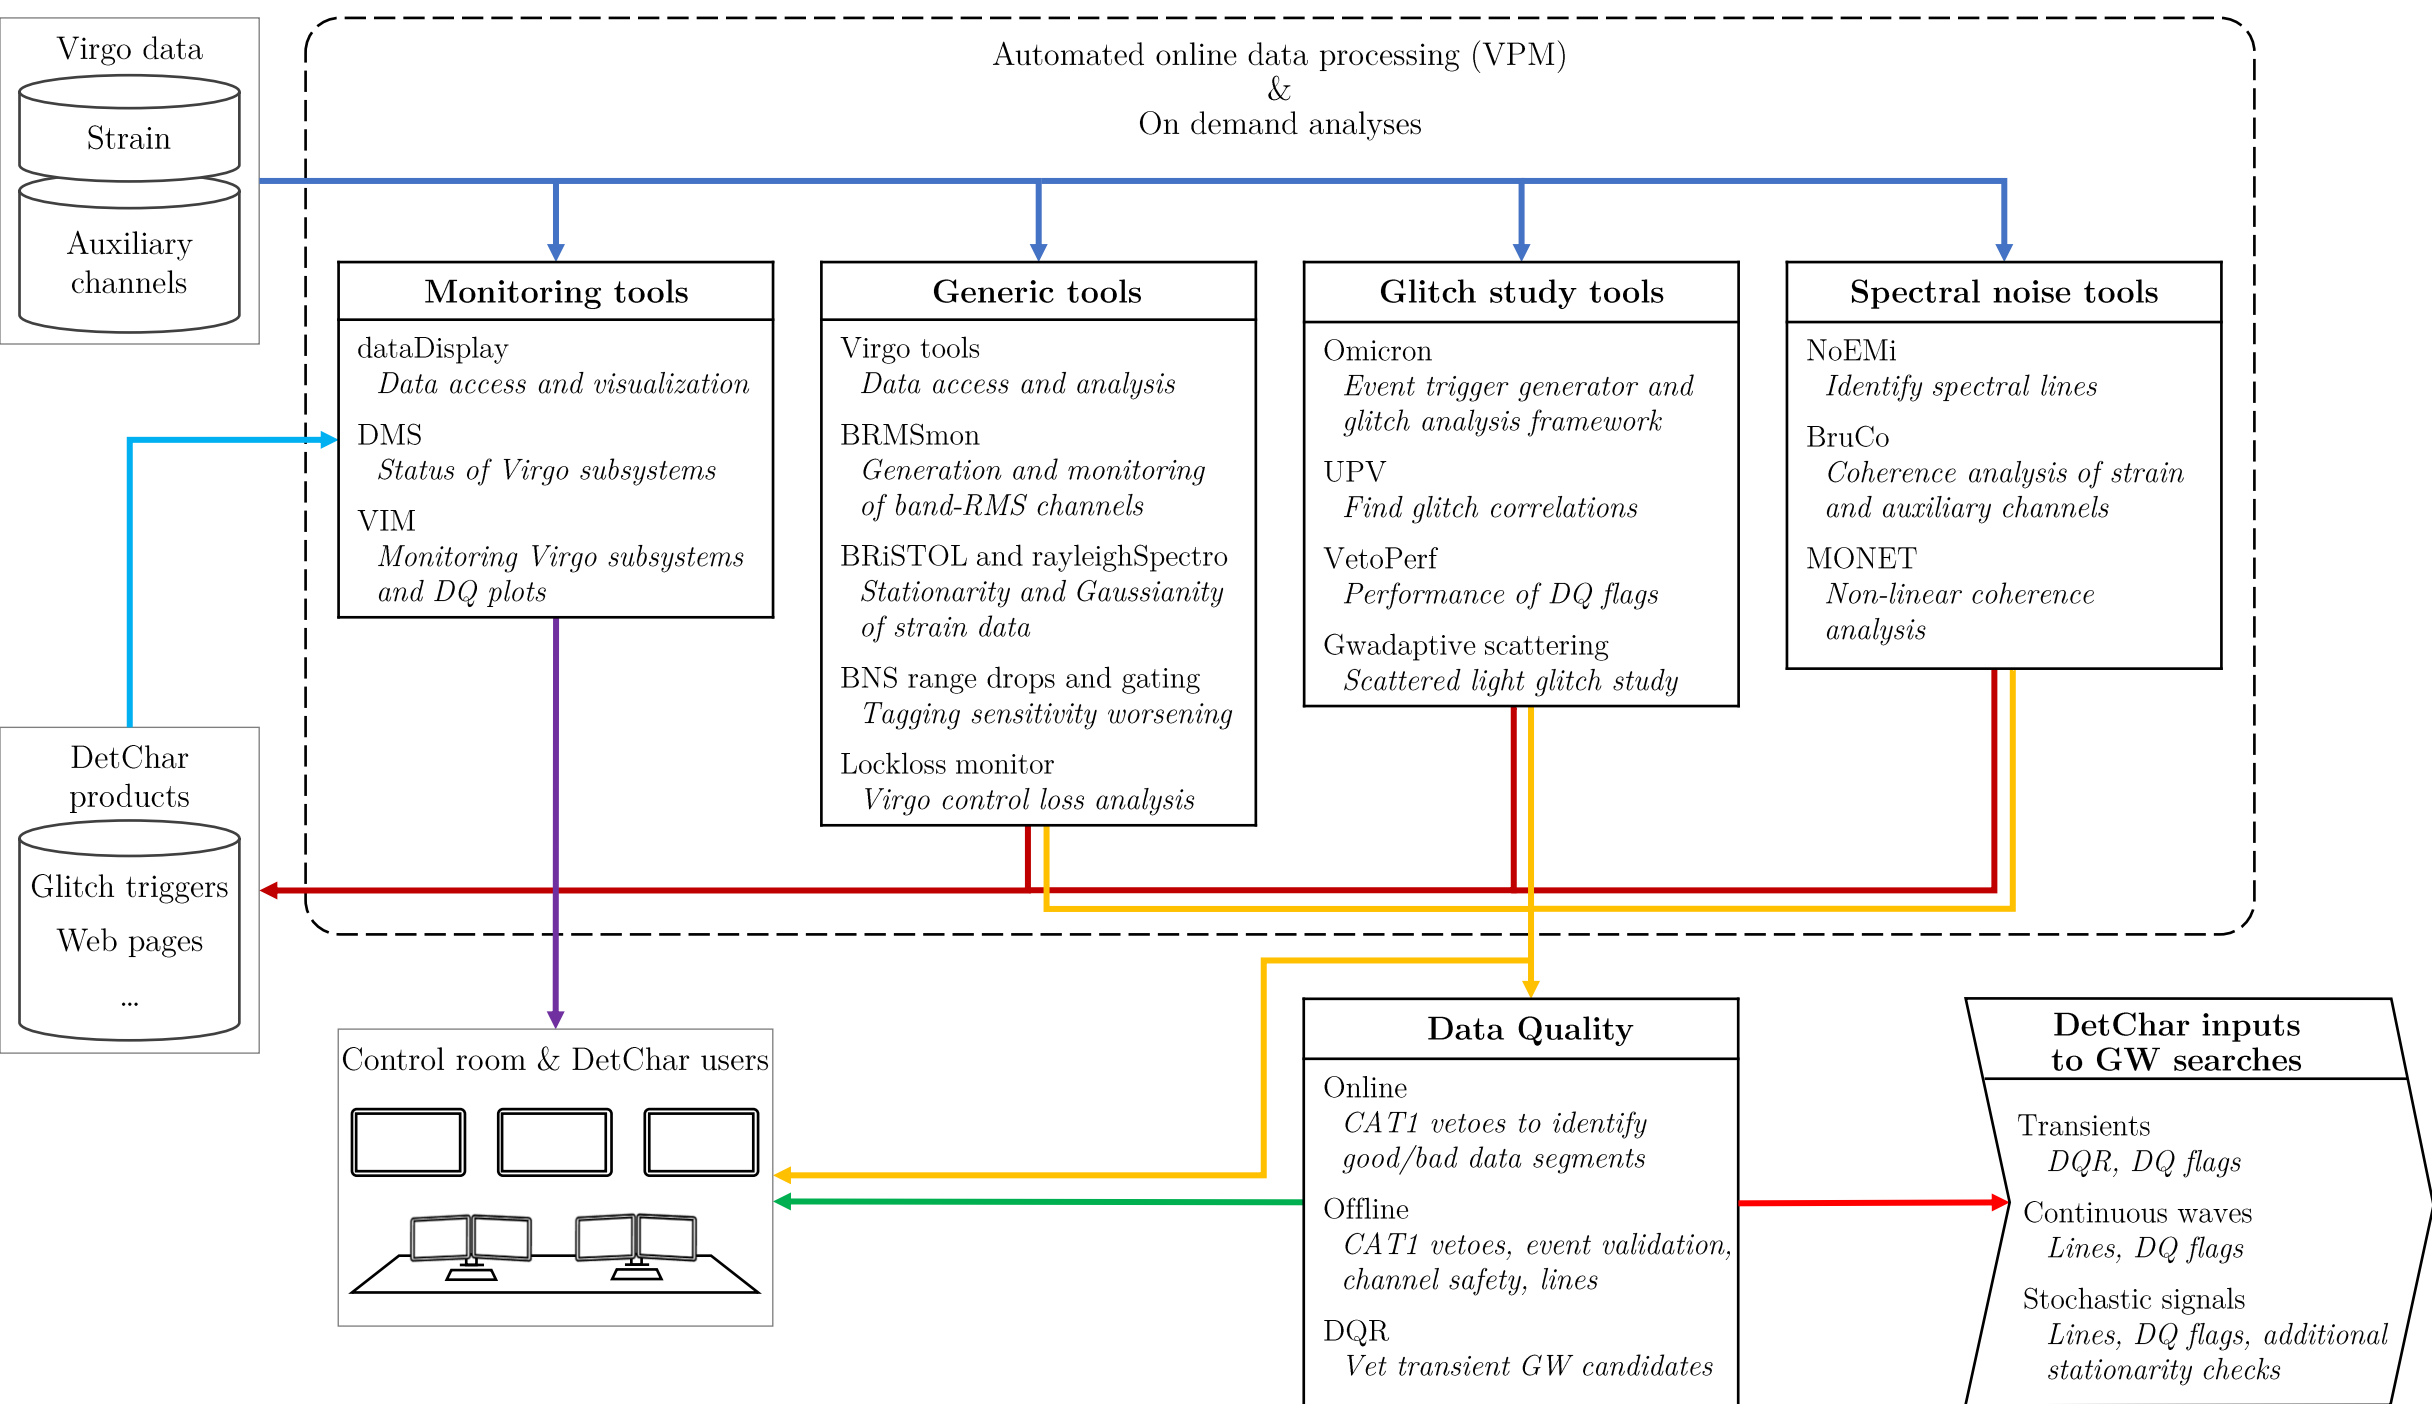 Virgo data
Strain
Auxiliary
channels
Automated online data processing (VPM)
&
On demand analyses
Monitoring tools
dataDisplay
Data access and visualization
DMS
Status of Virgo subsystems
VIM
Monitoring Virgo subsystems
and DQ plots
Generic tools
Virgo tools
Data access and analysis
BRMSmon
Generation and monitoring
of band-RMS channels
BRiSTOL and rayleighSpectro
Stationarity and Gaussianity
of strain data
BNS range drops and gating
Tagging sensitivity worsening
Lockloss monitor
Virgo control loss analysis
Glitch study tools
Omicron
Event trigger generator and
glitch analysis framework
UPV
Find glitch correlations
VetoPerf
Performance of DQ flags
Gwadaptive scattering
Scattered light glitch study
Spectral noise tools
NoEMi
Identify spectral lines
BruCo
Coherence analysis of strain
and auxiliary channels
MONET
Non-linear coherence
analysis
DetChar
products
Glitch triggers
Web pages
...
Control room & DetChar users
Data Quality
Online
CAT1 vetoes to identify
good/bad data segments
Offline
CAT1 vetoes, event validation,
channel safety, lines
DQR
Vet transient GW candidates
DetChar inputs
to GW searches
Transients
DQR, DQ flags
Continuous waves
Lines, DQ flags
Stochastic signals
Lines, DQ flags, additional
stationarity checks